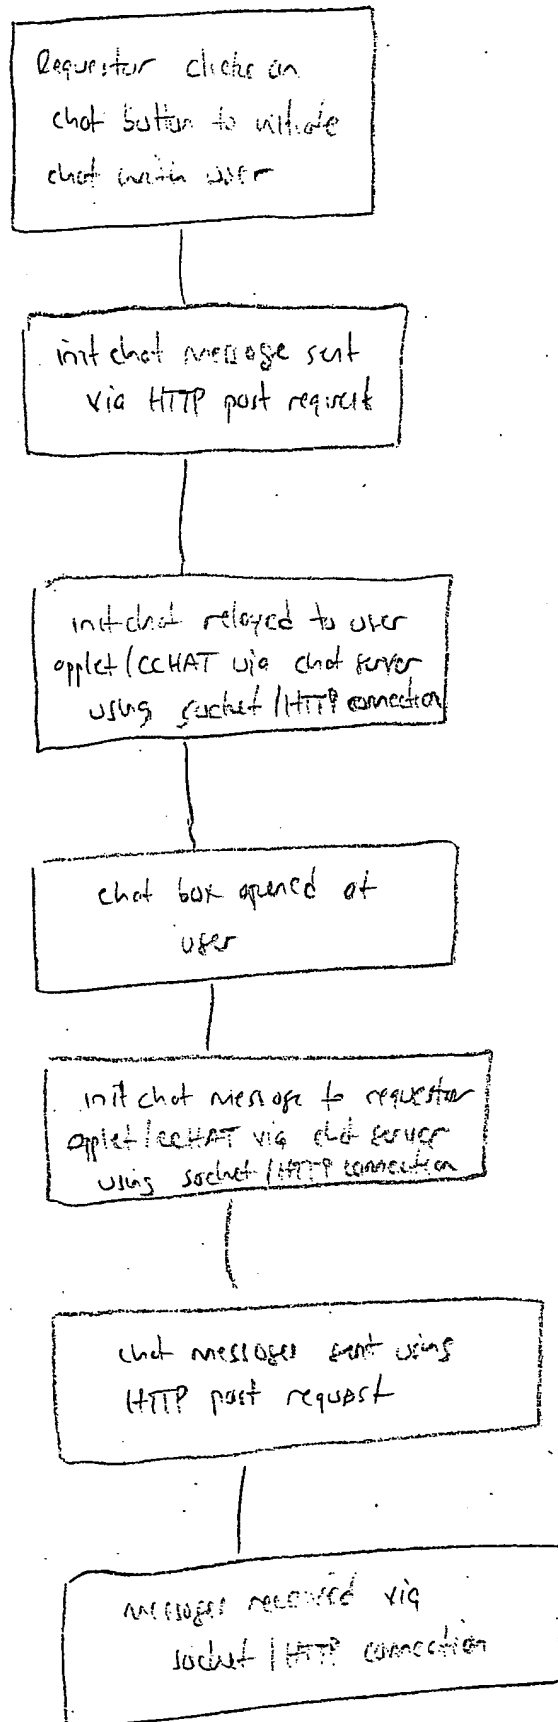 Requestor clicks on
chat button to initiate
chat with user
init chat message sent
via HTTP post request
init chat relayed to user
applet/CCHAT via chat server
using socket/HTTP connection
chat box opened at
user
init chat message to requestor
applet/CCHAT via chat server
using socket/HTTP connection
chat messages sent using
HTTP post request
messages received via
socket/HTTP connection